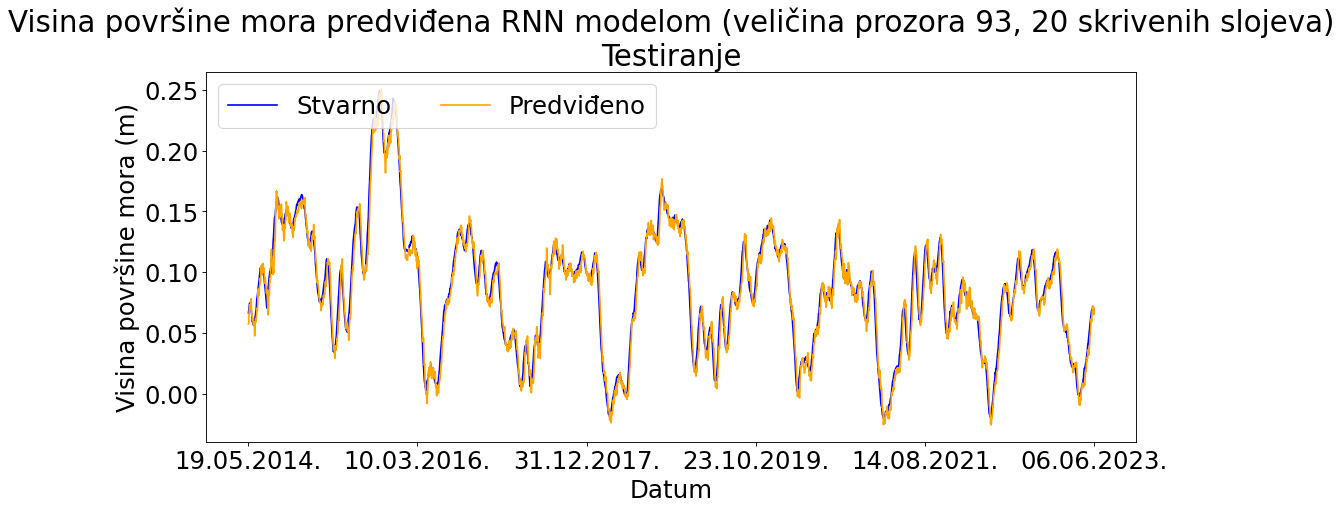 Visina površine mora predviđena RNN modelom (veličina prozora 93, 20 skrivenih slojeva)
Testiranje
Stvarno Predviđeno
Visina površine mora (m)
0.25
0.20
0.15
0.10
0.05
0.00
19.05.2014. 10.03.2016. 31.12.2017. 23.10.2019. 14.08.2021. 06.06.2023.
Datum